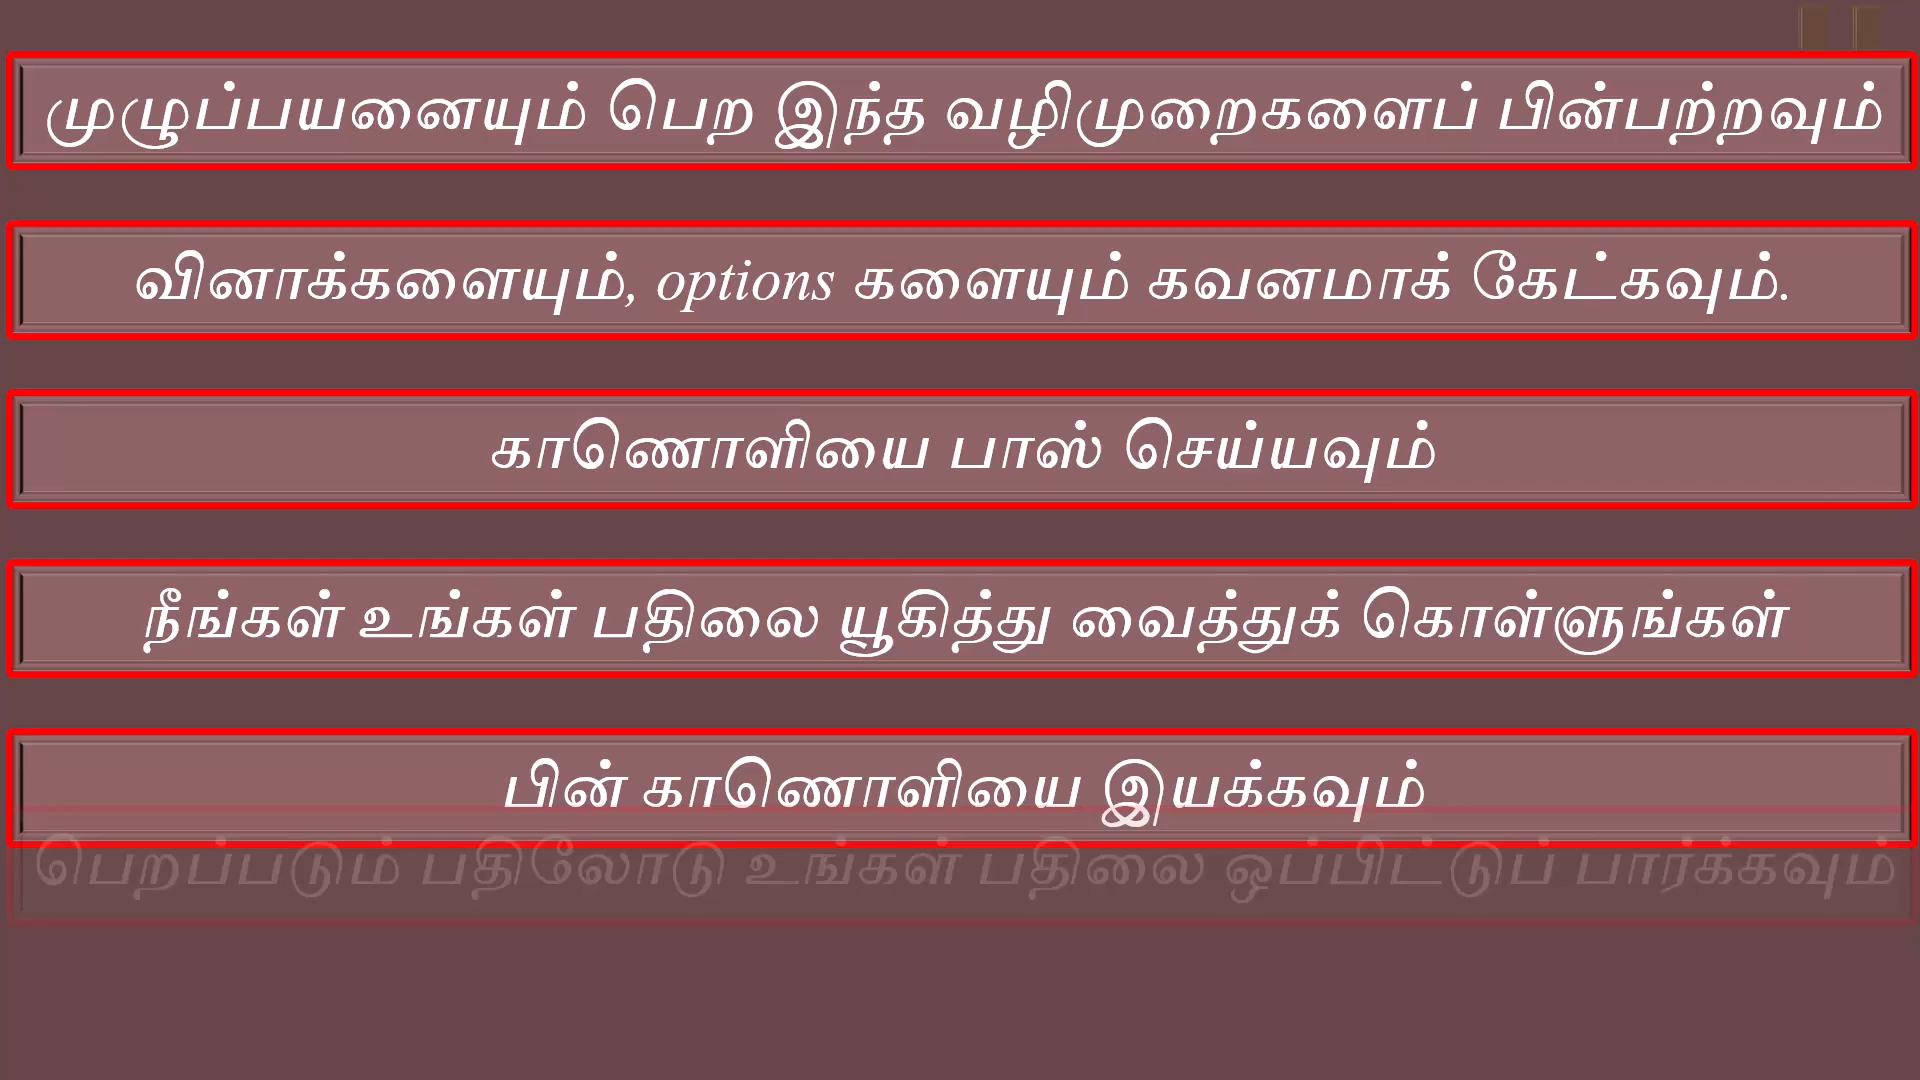 முழுப்பயனையும் பெற இந்த வழிமுறைகளைப் பின்பற்றவும்
வினாக்களையும், options களையும் கவனமாக் கேட்கவும்.
காணொளியை பாஸ் செய்யவும்
நீங்கள் உங்கள் பதிலை யூகித்து வைத்துக் கொள்ளுங்கள்
பின் காணொளியை இயக்கவும்
பெறப்படும் பதிலோடு உங்கள் பதிலை ஒப்பிட்டுப் பார்க்கவும்